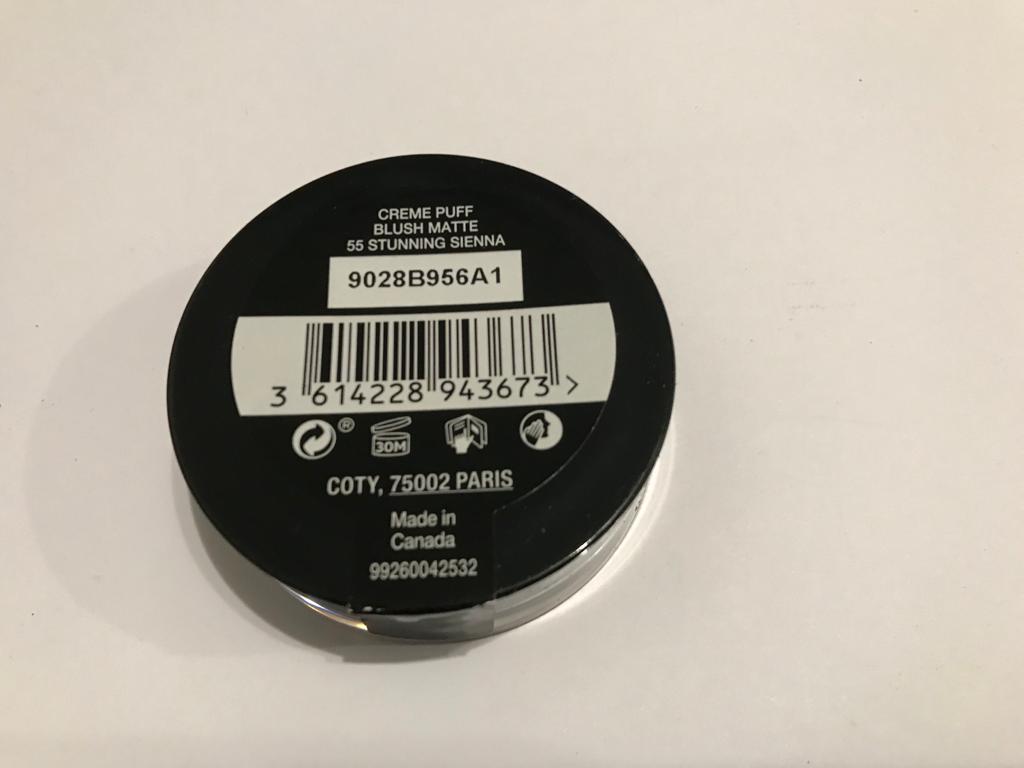 CREME PUFF
BLUSH MATTE
55 STUNNING SIENNA
9028B956A1
3 614228 943673 >
®
30M
COTY, 75002 PARIS
Made in
Canada
99260042532